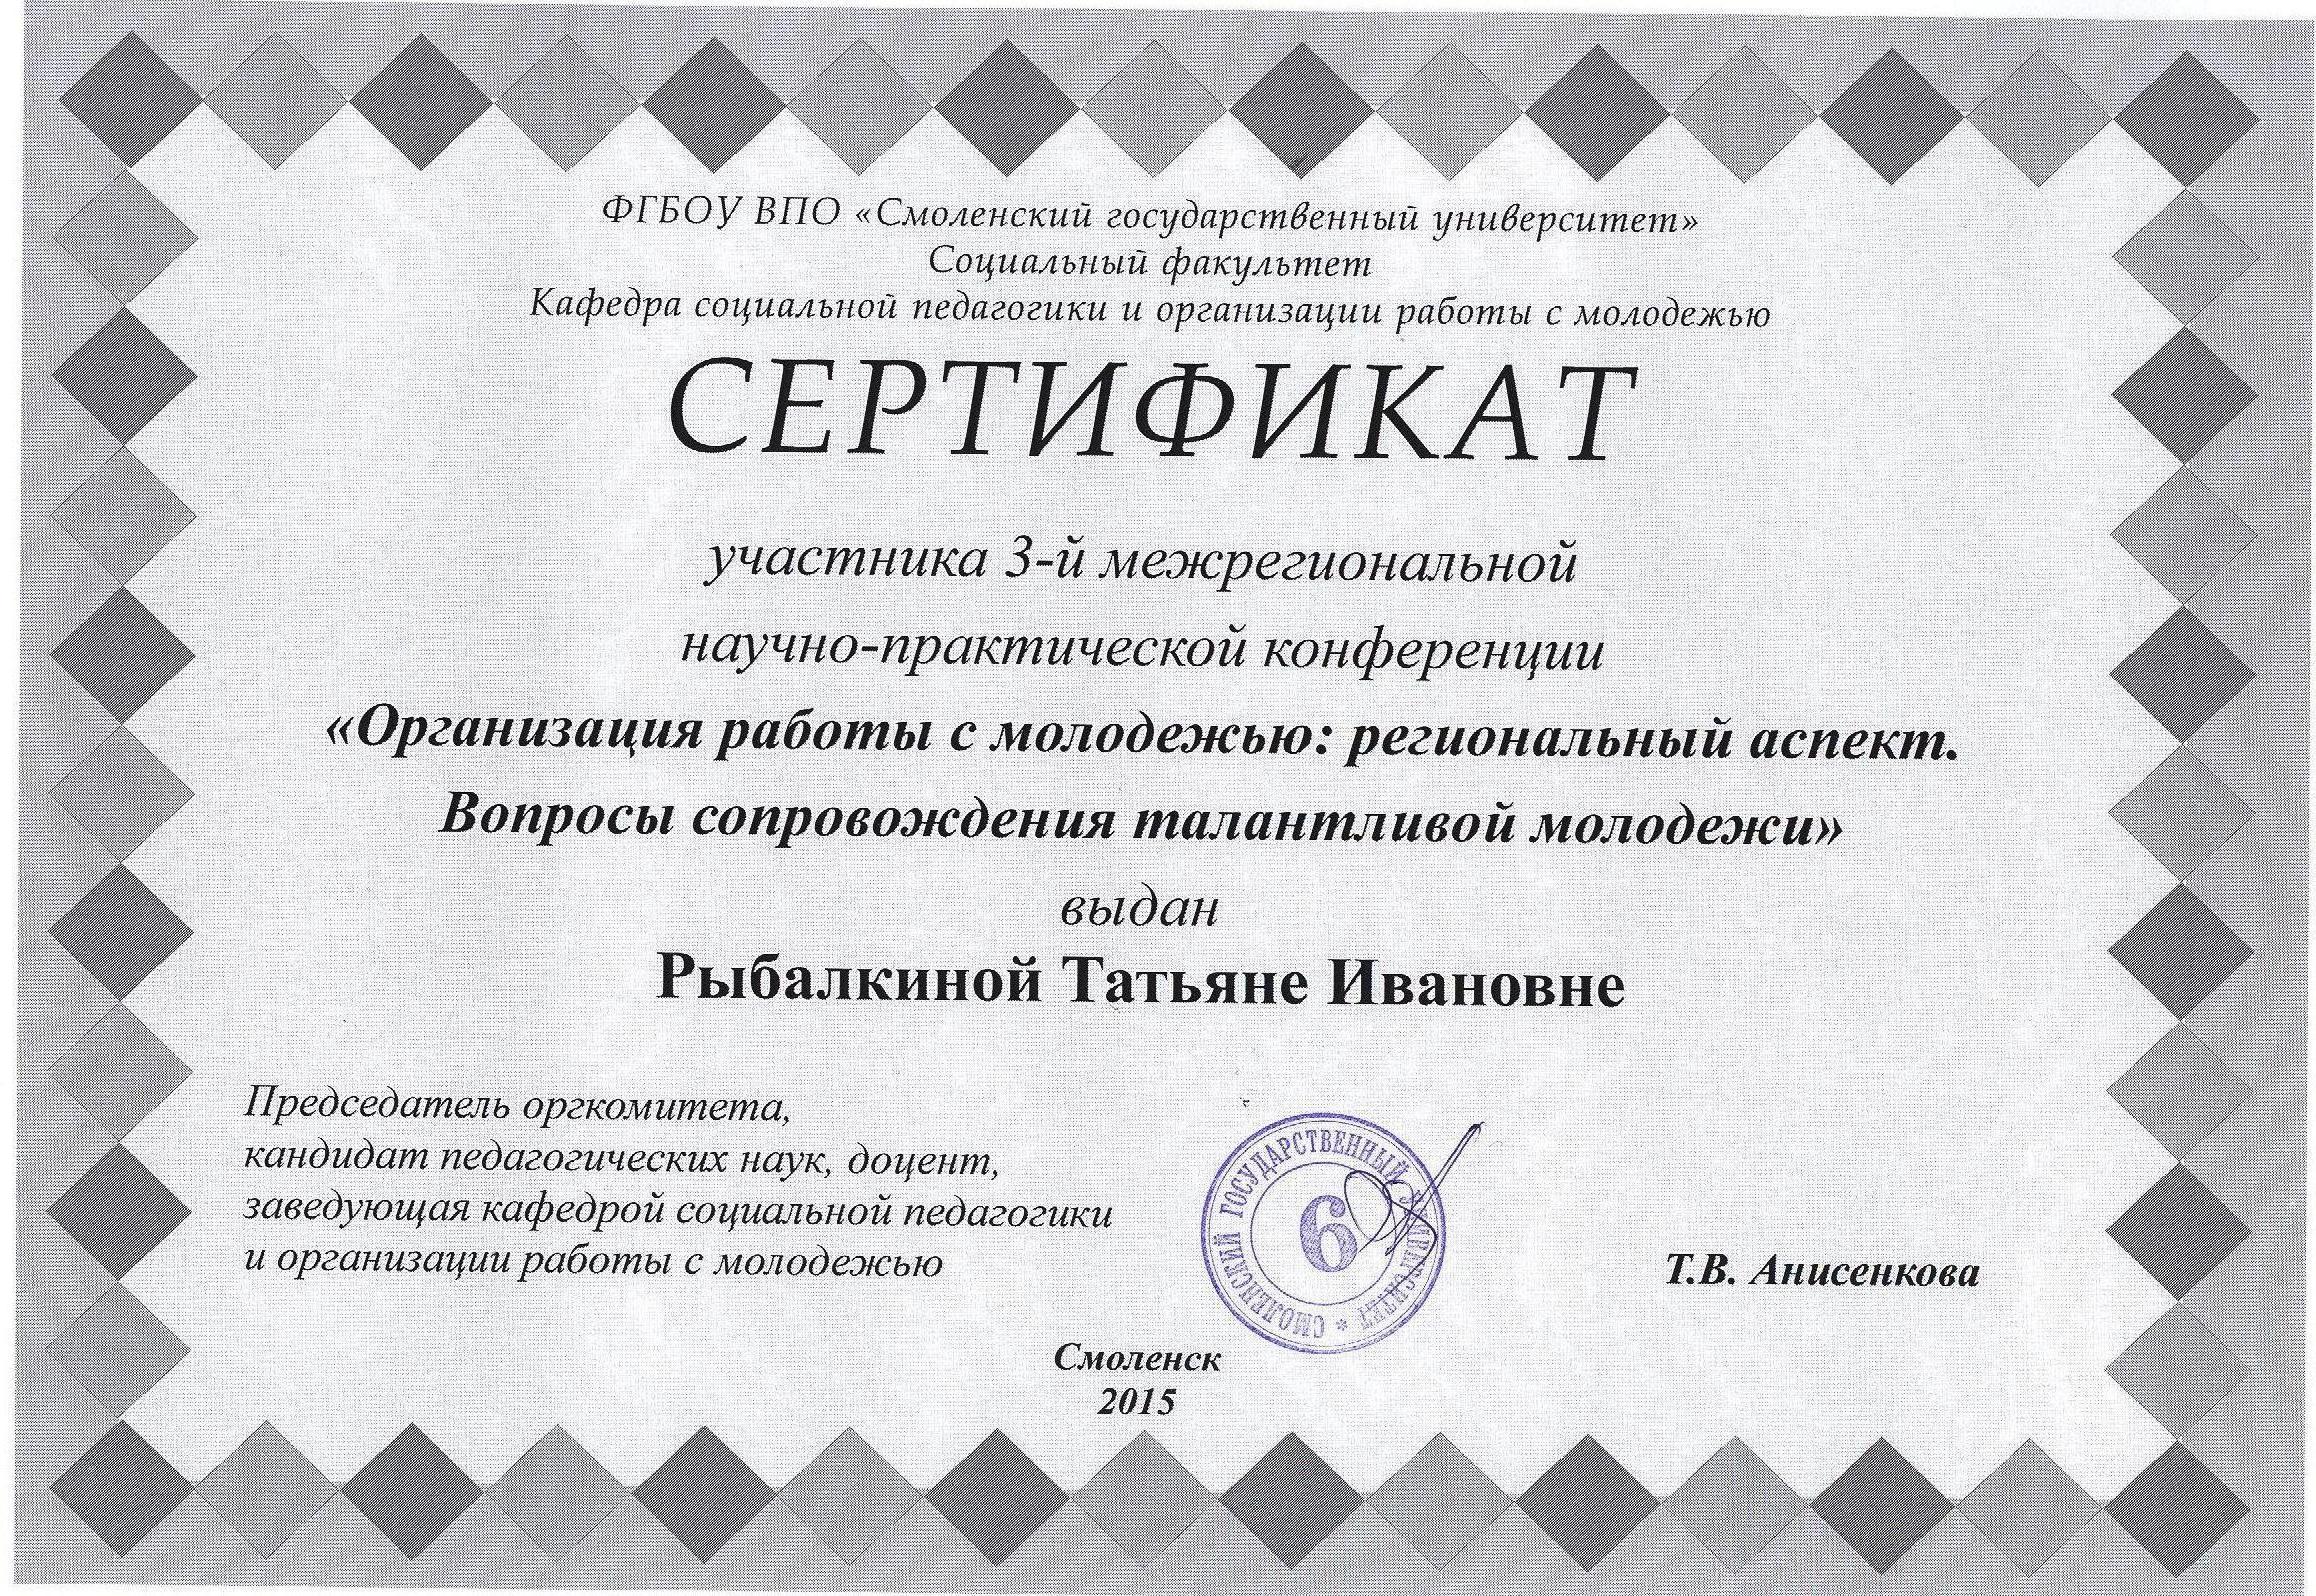 ФГБОУ ВПО «Смоленский государственный университет»
Социальный факультет
Кафедра социальной педагогики и организации работы с молодежью
СЕРТИФИКАТ
участника 3-й межрегиональной
научно-практической конференции
«Организация работы с молодежью: региональный аспект.
Вопросы сопровождения талантливой молодежи»
выдан
Рыбалкиной Татьяне Ивановне
Председатель оргкомитета,
кандидат педагогических наук, доцент,
заведующая кафедрой социальной педагогики
и организации работы с молодежью
СМОЛЕНСКИЙ ГОСУДАРСТВЕННЫЙ УНИВЕРСИТЕТ *
6
Т.В. Анисенкова
Смоленск
2015